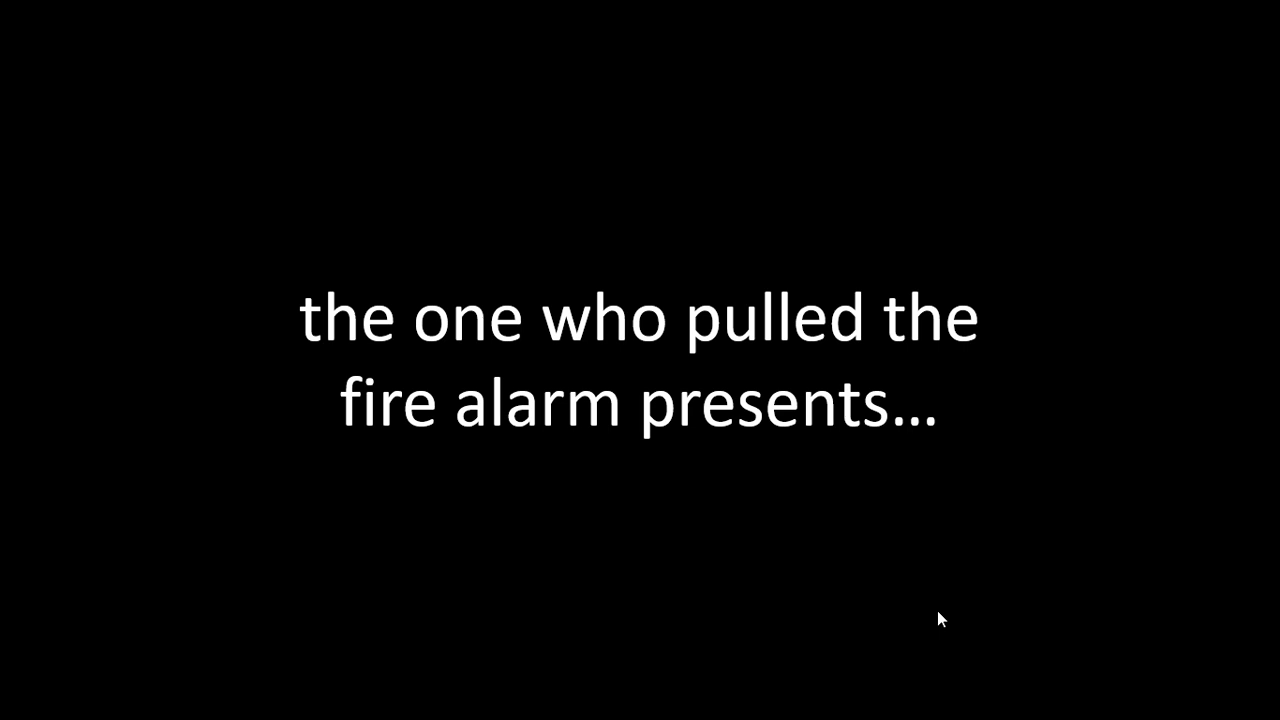 the one who pulled the
fire alarm presents...